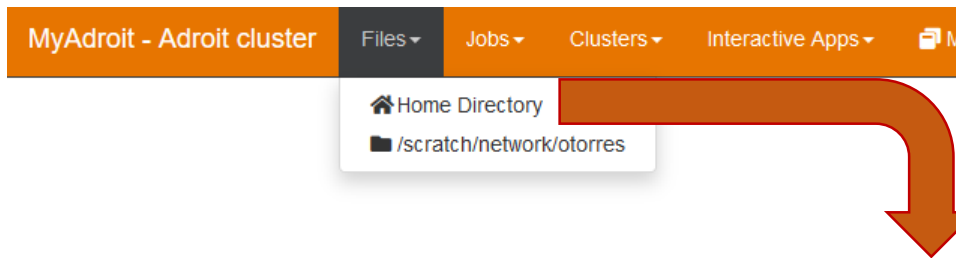 MyAdroit - Adroit cluster Files Jobs Clusters Interactive Apps
Home Directory
/scratch/network/otorres